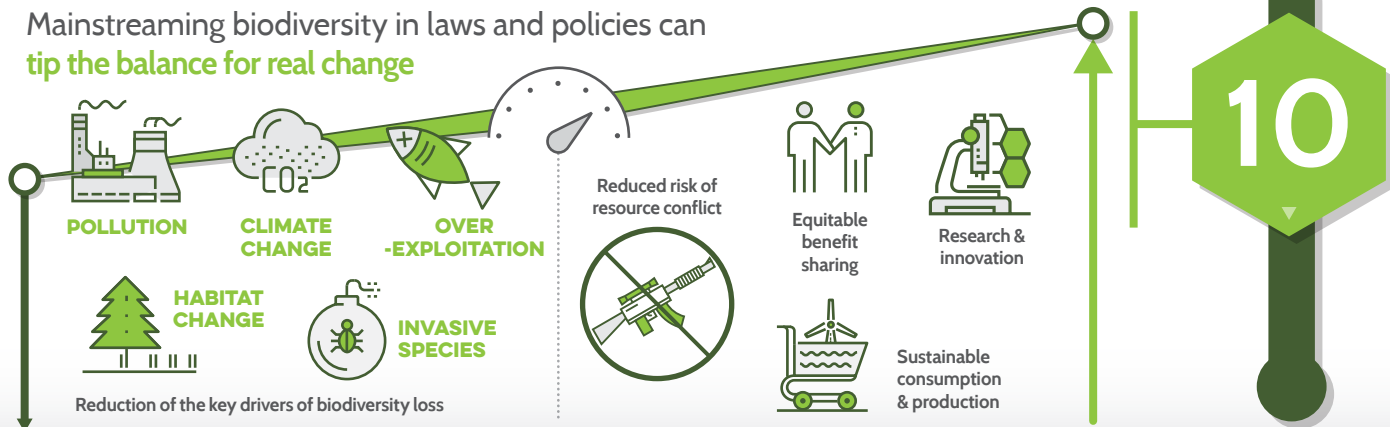 Mainstreaming biodiversity in laws and policies can
tip the balance for real change
10
CO2
POLLUTION
CLIMATE
CHANGE
OVER
-EXPLOITATION
HABITAT
CHANGE
INVASIVE
SPECIES
Reduction of the key drivers of biodiversity loss
Reduced risk of
resource conflict
Equitable
benefit
sharing
Research &
innovation
Sustainable
consumption
& production